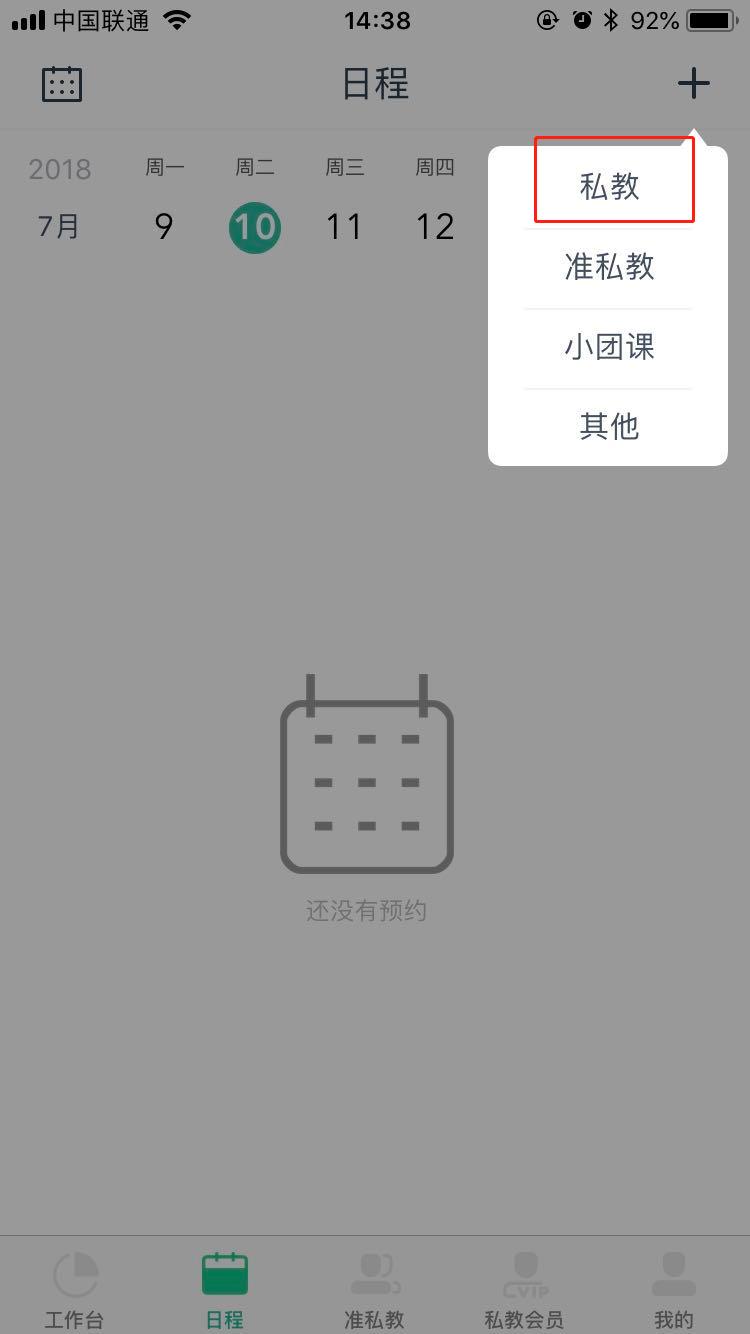 中国联通 14:38 92%
日程
2018 周一 周二 周三 周四
7月 9 10 11 12
私教
准私教
小团课
其他
还没有预约
VIP
工作台 日程 准私教 私教会员 我的